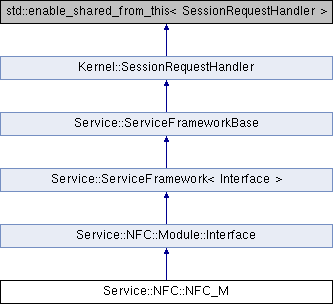 std::enable_shared_from_this< SessionRequestHandler >
Kernel::SessionRequestHandler
Service::ServiceFrameworkBase
Service::ServiceFramework< Interface >
Service::NFC::Module::Interface
Service::NFC::NFC_M